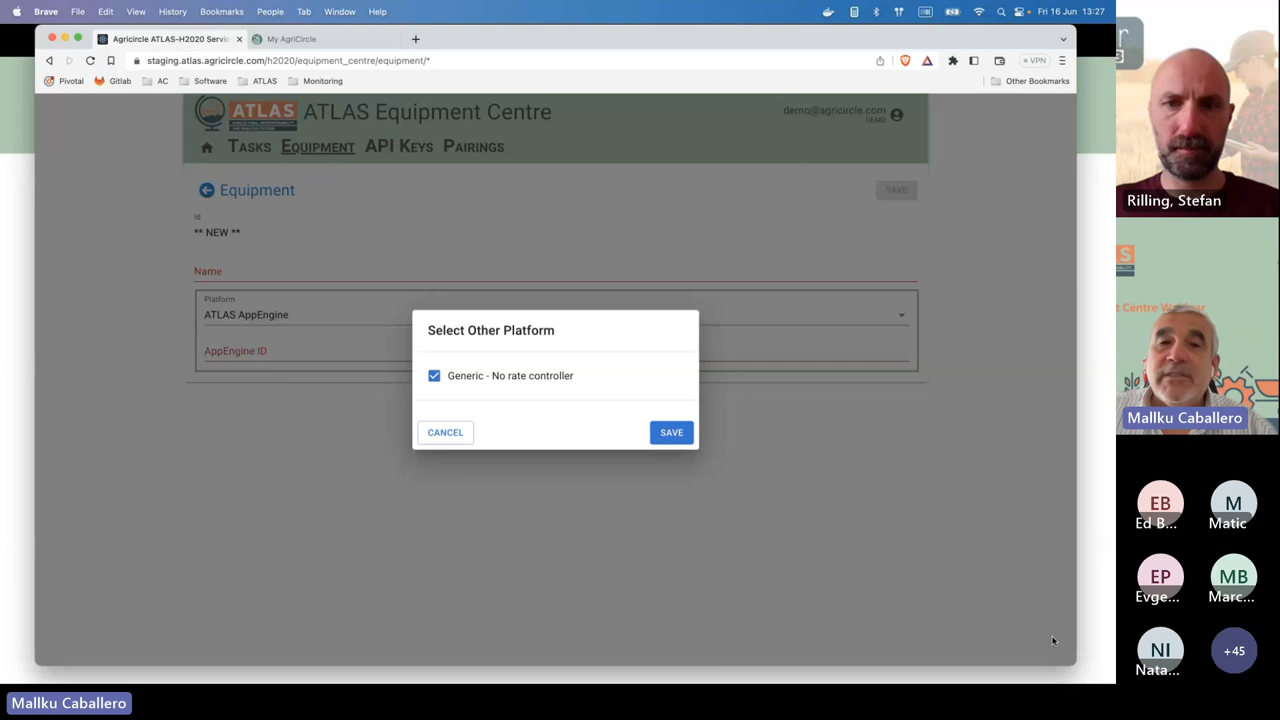 Brave File Edit View History Bookmarks People Tab Window Help
Fri 16 Jun 13:27
Agricircle ATLAS-H2020 Servic
My AgriCircle
staging.atlas.agricircle.com/h2020/equipment_centre/equipment/*
VPN
Pivotal Gitlab AC Software ATLAS Monitoring Other Bookmarks
ATLAS
ATLAS Equipment Centre
demo@agricircle.com
DEMO
TASKS EQUIPMENT API KEYS PAIRINGS
Equipment
SAVE
Id
** NEW **
Name
Platform
ATLAS AppEngine
AppEngine ID
Select Other Platform
Generic - No rate controller
CANCEL
SAVE
Rilling, Stefan
Mallku Caballero
EB
Ed B...
M
Matic
EP
Evge...
MB
Marc...
NI
Nata...
+45
Mallku Caballero